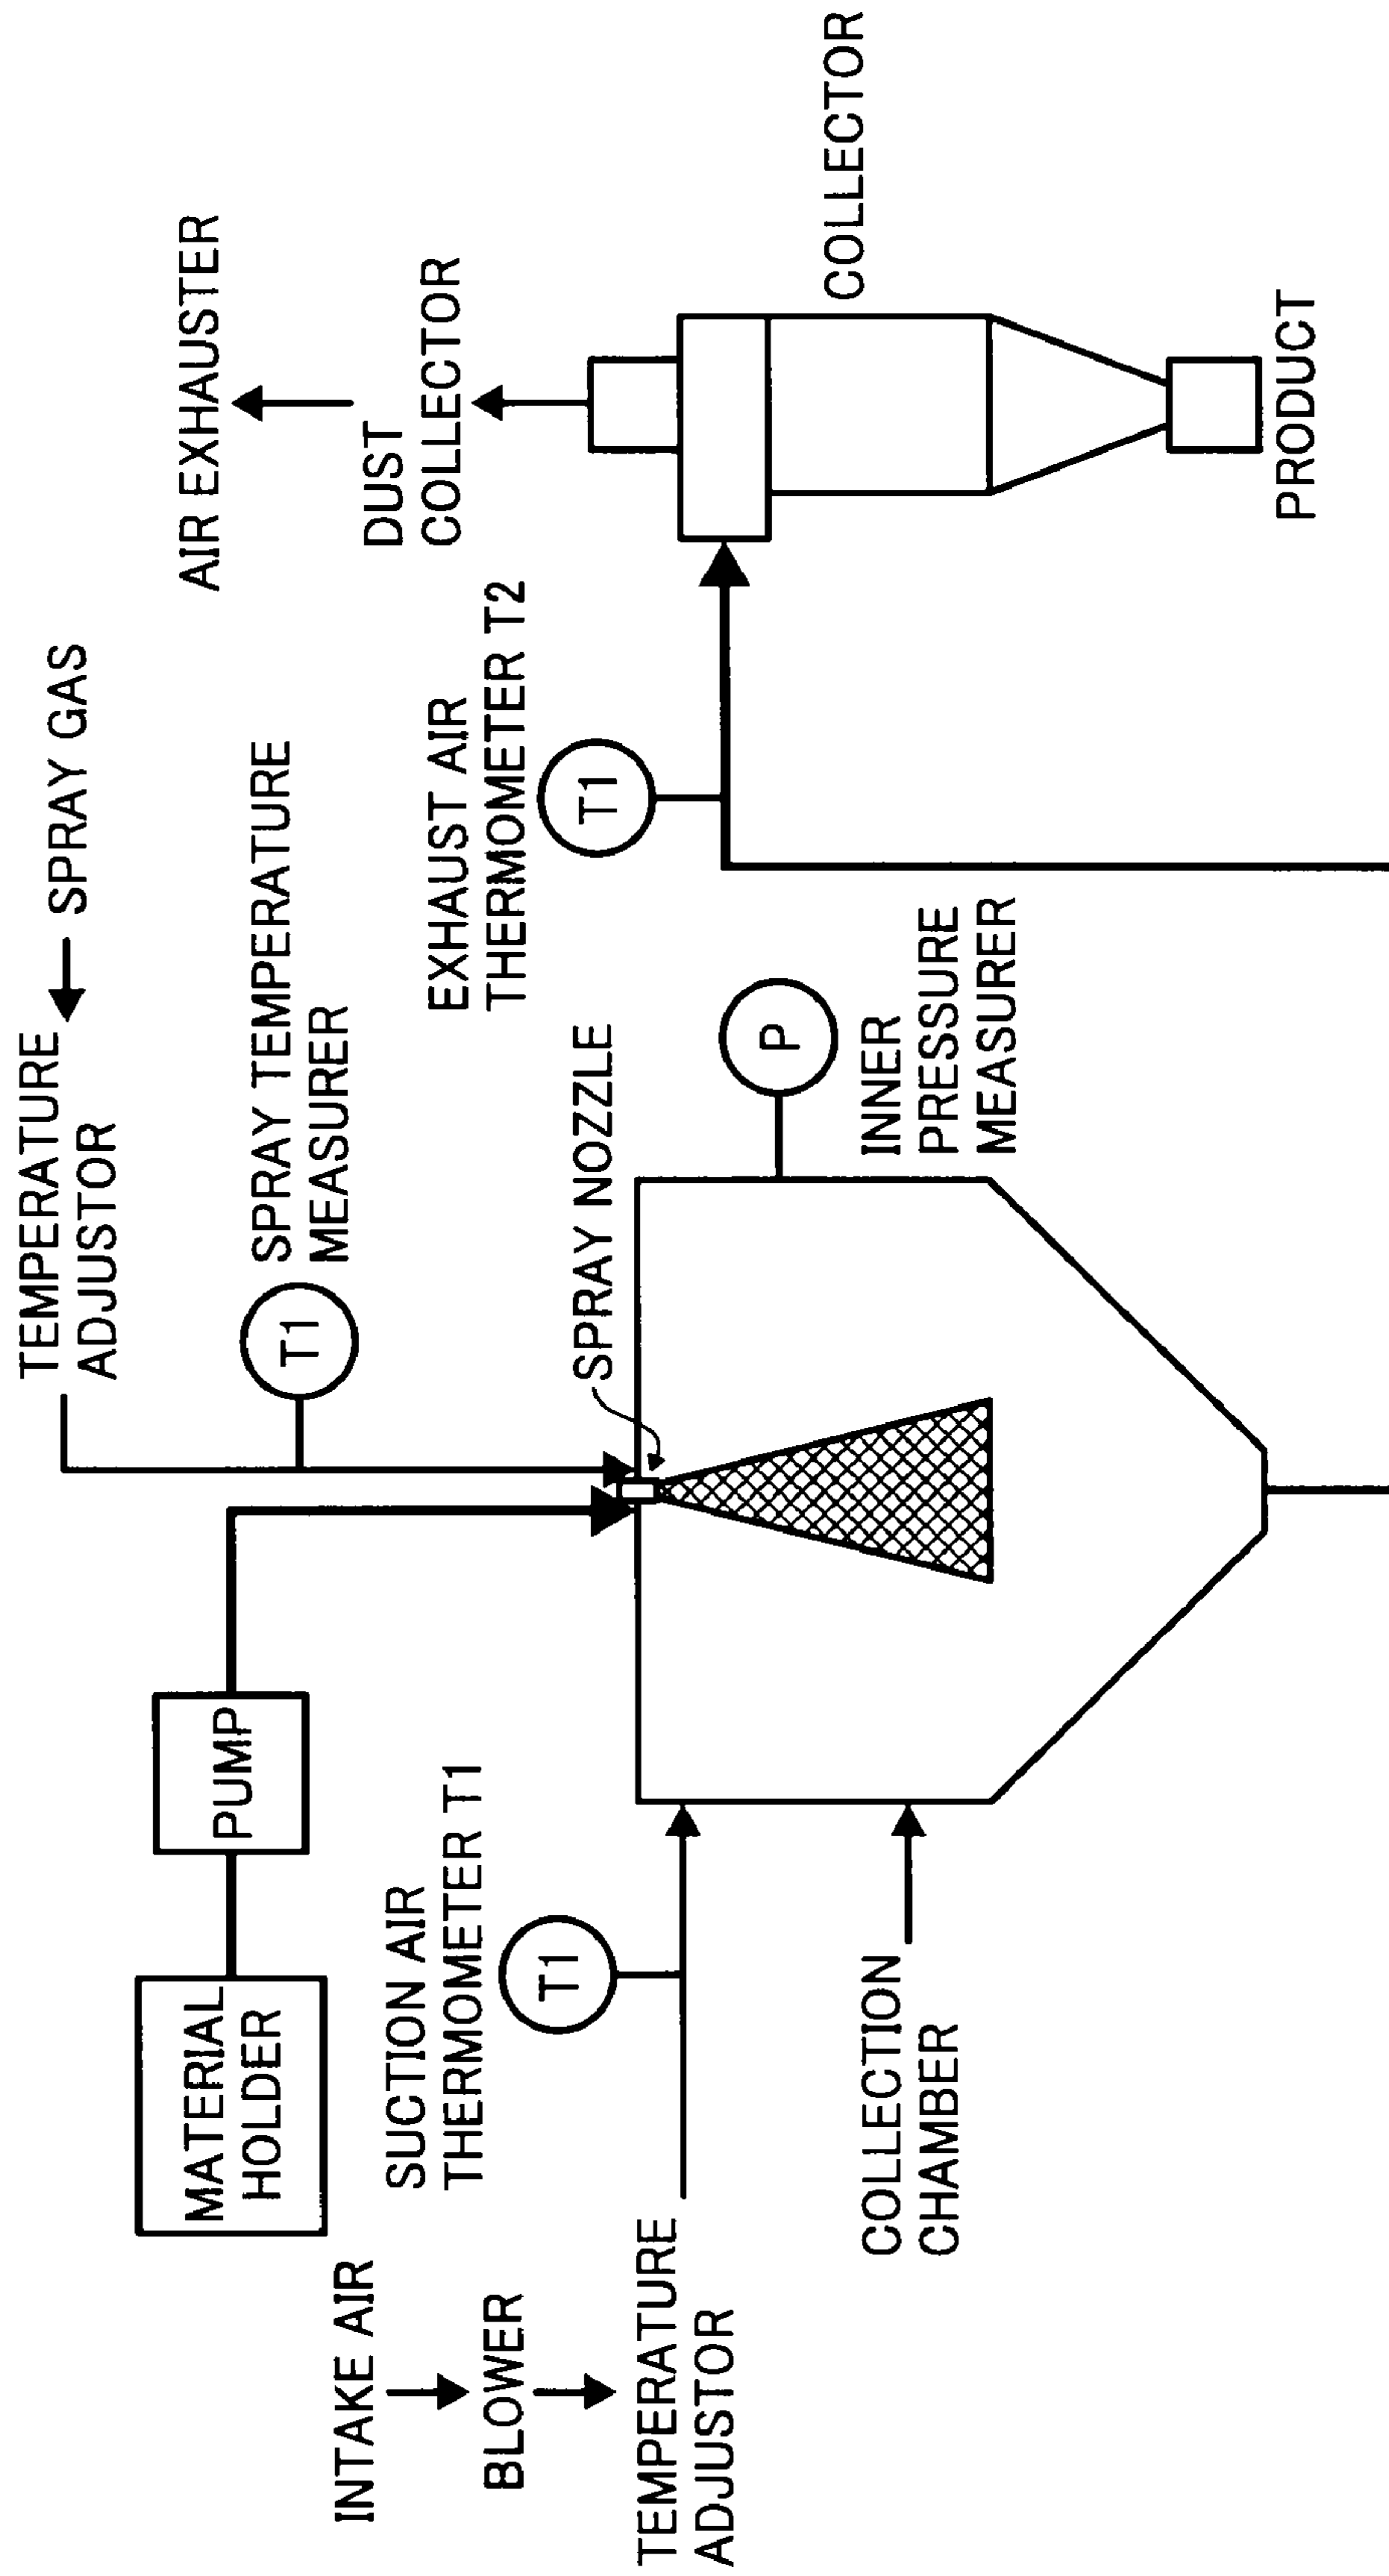 TEMPERATURE
ADJUSTOR
SPRAY GAS
SPRAY TEMPERATURE
MEASURER
T1
AIR EXHAUSTER
DUST
COLLECTOR
MATERIAL
HOLDER
PUMP
INTAKE AIR
BLOWER
TEMPERATURE
ADJUSTOR
SUCTION AIR
THERMOMETER T1
T1
SPRAY NOZZLE
EXHAUST AIR
THERMOMETER T2
T1
P
INNER
PRESSURE
MEASURER
COLLECTION
CHAMBER
COLLECTOR
PRODUCT